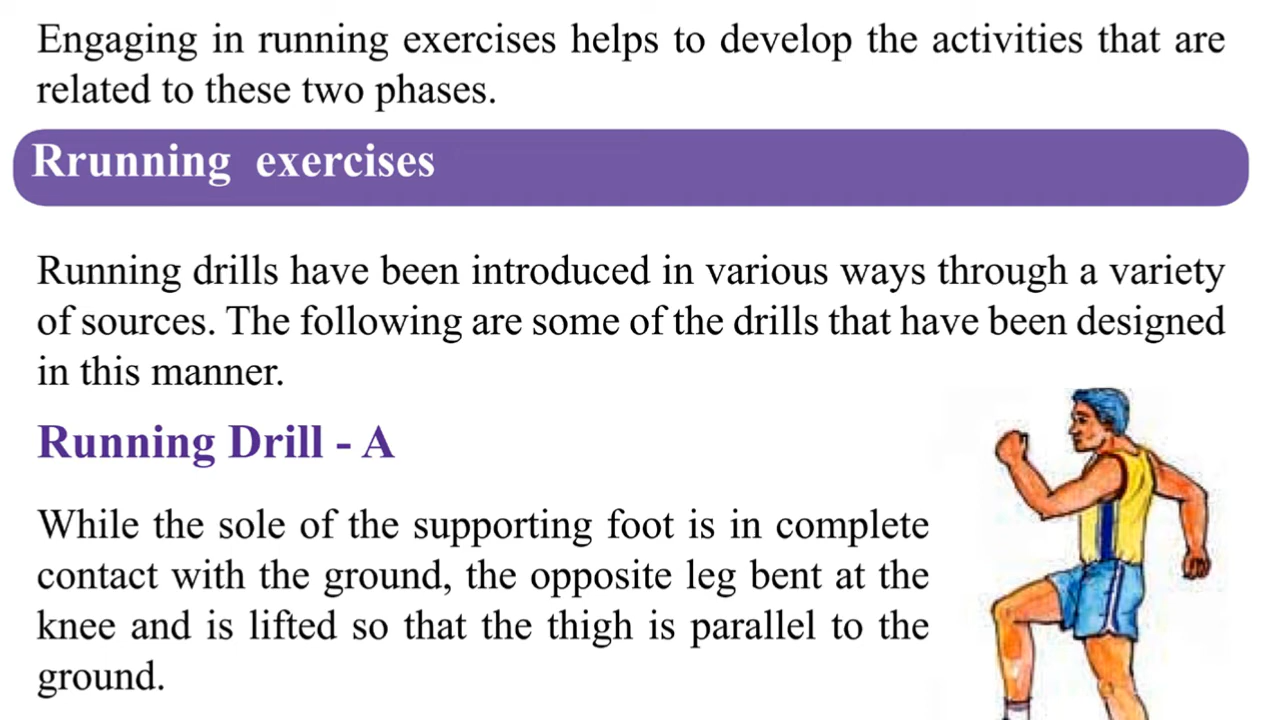 Engaging in running exercises helps to develop the activities that are
related to these two phases.
Rrunning exercises
Running drills have been introduced in various ways through a variety
of sources. The following are some of the drills that have been designed
in this manner.
Running Drill - A
While the sole of the supporting foot is in complete
contact with the ground, the opposite leg bent at the
knee and is lifted so that the thigh is parallel to the
ground.